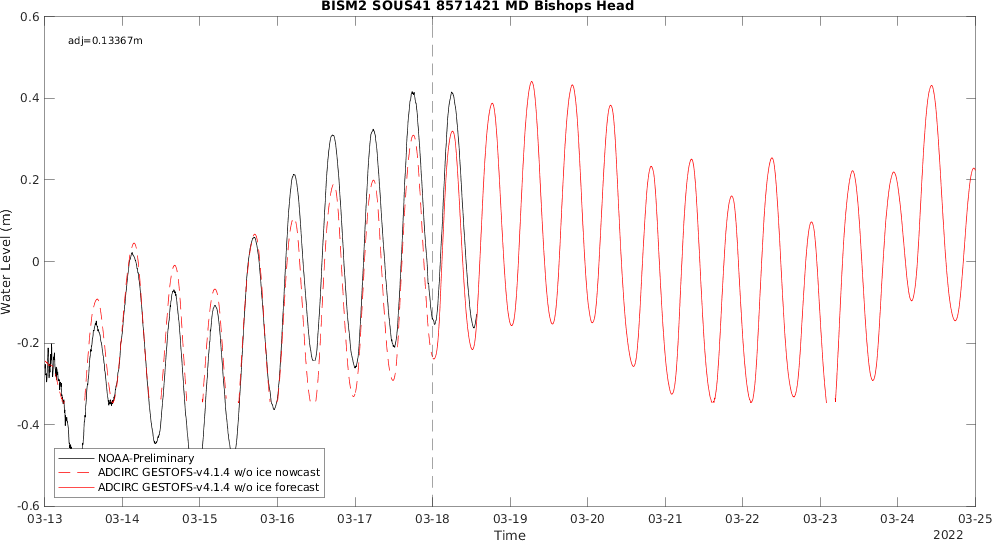 BISM2 SOUS41 8571421 MD Bishops Head
adj=0.13367m
0.6
0.4
0.2
0
-0.2
-0.4
-0.6
Water Level (m)
NOAA-Preliminary
ADCIRC GESTOFS-v4.1.4 w/o ice nowcast
ADCIRC GESTOFS-v4.1.4 w/o ice forecast
03-13 03-14 03-15 03-16 03-17 03-18 03-19 03-20 03-21 03-22 03-23 03-24 03-25
Time
2022